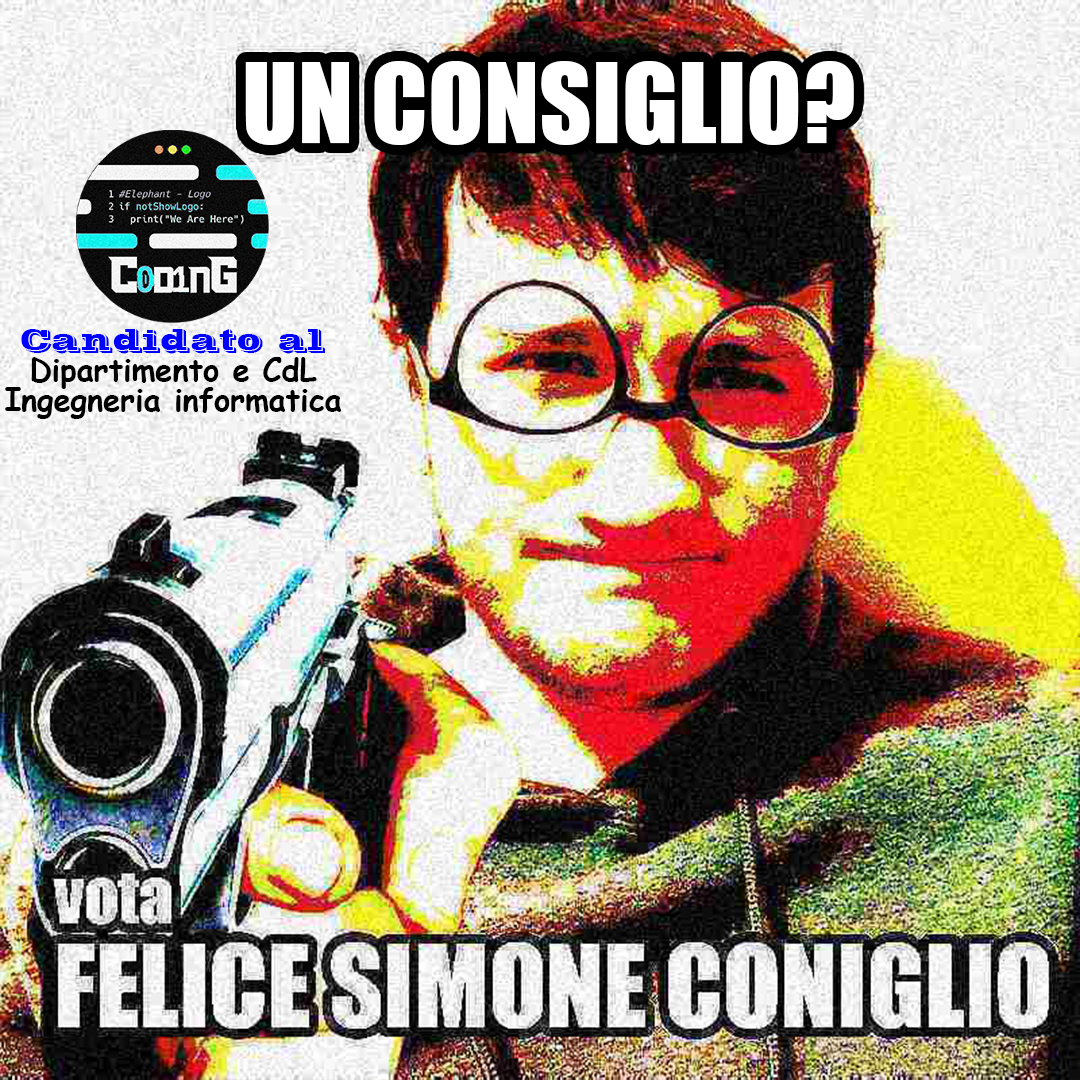 UN CONSIGLIO?
1 #Elephant - Logo
2 if notShowLogo:
3 print("We Are Here")
CoD1nG
Candidato al
Dipartimento e CdL
Ingegneria informatica
vota
FELICE SIMONE CONIGLIO